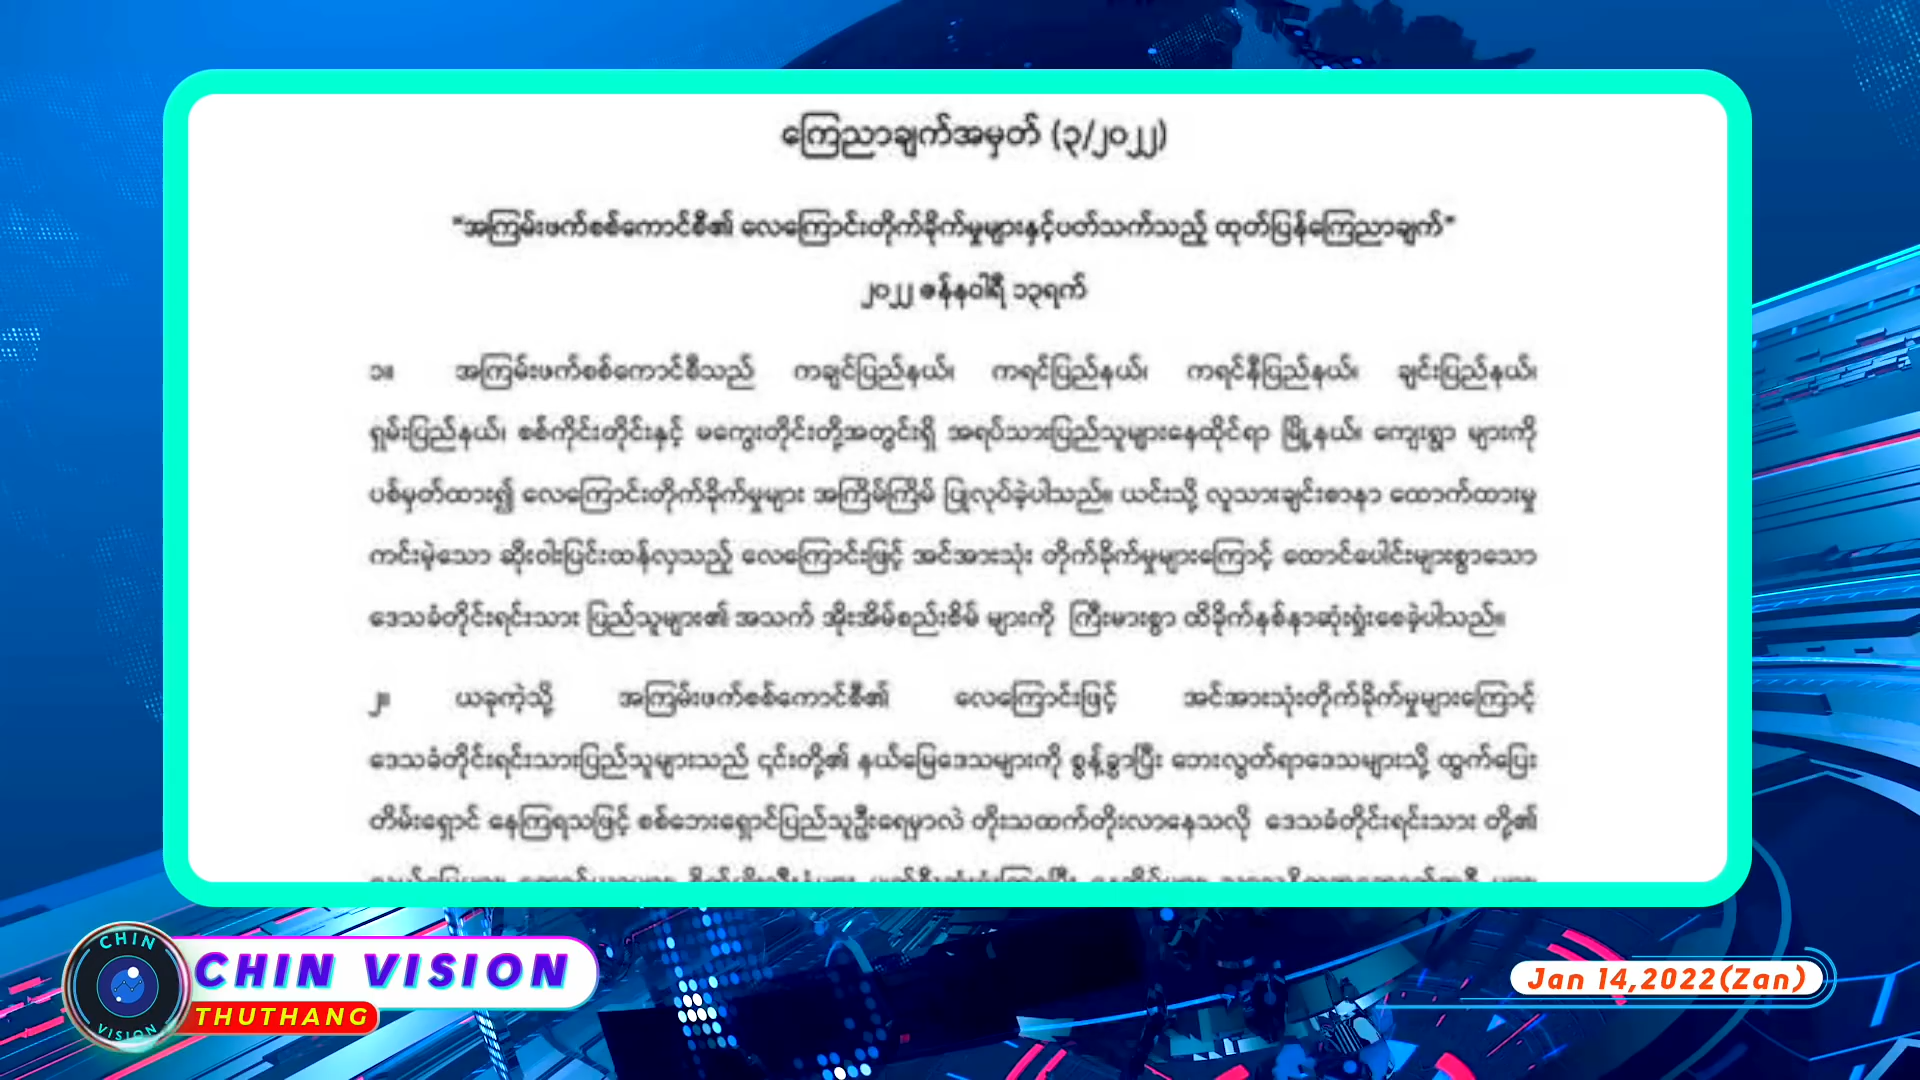 ကြေညာချက်အမှတ် (၃/၂၀၂၂)
“အကြမ်းဖက်စစ်ကောင်စီ၏ လေကြောင်းတိုက်ခိုက်မှုများနှင့်ပတ်သက်သည့် ထုတ်ပြန်ကြေညာချက်”
၂၀၂၂ ဇန်နဝါရီ ၁၃ရက်
၁။ အကြမ်းဖက်စစ်ကောင်စီသည် ကချင်ပြည်နယ်၊ ကရင်ပြည်နယ်၊ ကရင်နီပြည်နယ်၊ ချင်းပြည်နယ်၊
ရှမ်းပြည်နယ်၊ စစ်ကိုင်းတိုင်းနှင့် မကွေးတိုင်းတို့အတွင်းရှိ အရပ်သားပြည်သူများနေထိုင်ရာ မြို့နယ်၊ ကျေးရွာ များကို
ပစ်မှတ်ထား၍ လေကြောင်းတိုက်ခိုက်မှုများ အကြိမ်ကြိမ် ပြုလုပ်ခဲ့ပါသည်။ ယင်းသို့ လူသားချင်းစာနာ ထောက်ထားမှု
ကင်းမဲ့သော ဆိုးဝါးပြင်းထန်လှသည့် လေကြောင်းဖြင့် အင်အားသုံး တိုက်ခိုက်မှုများကြောင့် ထောင်ပေါင်းများစွာသော
ဒေသခံတိုင်းရင်းသား ပြည်သူများ၏ အသက် အိုးအိမ်စည်းစိမ် များကို ကြီးမားစွာ ထိခိုက်နစ်နာဆုံးရှုံးစေခဲ့ပါသည်။
၂။ ယခုကဲ့သို့ အကြမ်းဖက်စစ်ကောင်စီ၏ လေကြောင်းဖြင့် အင်အားသုံးတိုက်ခိုက်မှုများကြောင့်
ဒေသခံတိုင်းရင်းသားပြည်သူများသည် ၎င်းတို့၏ နယ်မြေဒေသများကို စွန့်ခွာပြီး ဘေးလွတ်ရာဒေသများသို့ ထွက်ပြေး
တိမ်းရှောင် နေကြရသဖြင့် စစ်ဘေးရှောင်ပြည်သူဦးရေမှာလဲ တိုးသထက်တိုးလာနေသလို ဒေသခံတိုင်းရင်းသား တို့၏
CHIN VISION
CHIN VISION
THUTHANG
Jan 14,2022(Zan)